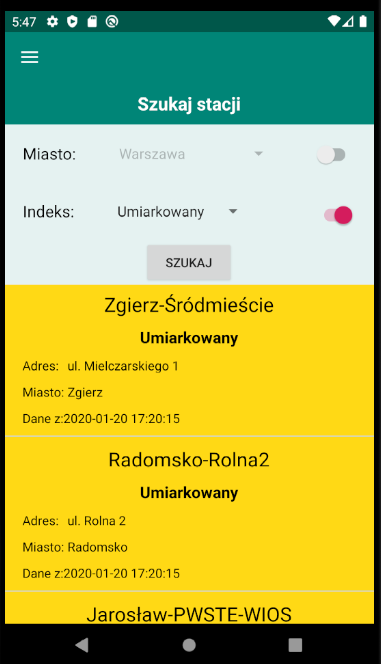 5:47
Szukaj stacji
Miasto: Warszawa
Indeks: Umiarkowany
SZUKAJ
Zgierz-Śródmieście
Umiarkowany
Adres: ul. Mielczarskiego 1
Miasto: Zgierz
Dane z:2020-01-20 17:20:15
Radomsko-Rolna2
Umiarkowany
Adres: ul. Rolna 2
Miasto: Radomsko
Dane z:2020-01-20 17:20:15
Jarosław-PWSTE-WIOS